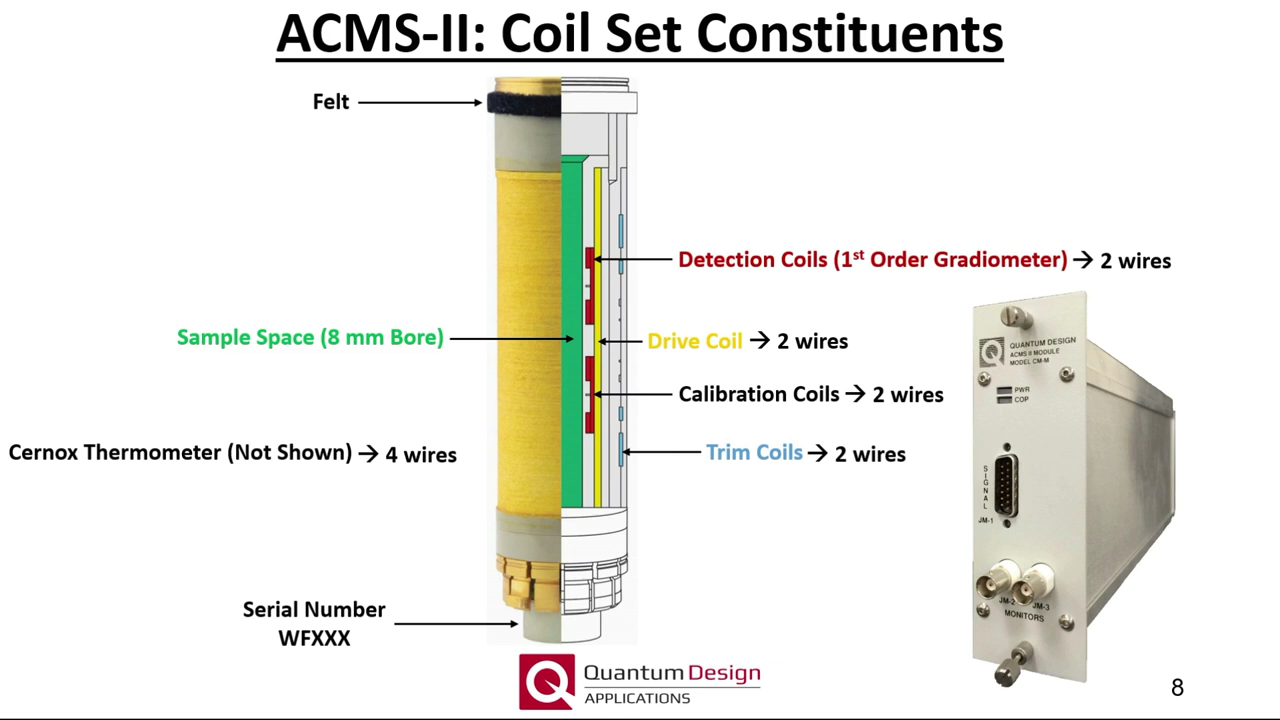 ACMS-II: Coil Set Constituents
Felt
Detection Coils (1st Order Gradiometer) → 2 wires
Sample Space (8 mm Bore)
Drive Coil → 2 wires
Calibration Coils → 2 wires
Cernox Thermometer (Not Shown) → 4 wires
Trim Coils → 2 wires
Serial Number
WFXXX
QUANTUM DESIGN
ACMS II MODULE
MODEL CM-M
PWR
COP
SIGNAL
JM-1
JM-2
JM-3
MONITORS
Quantum Design
APPLICATIONS
8